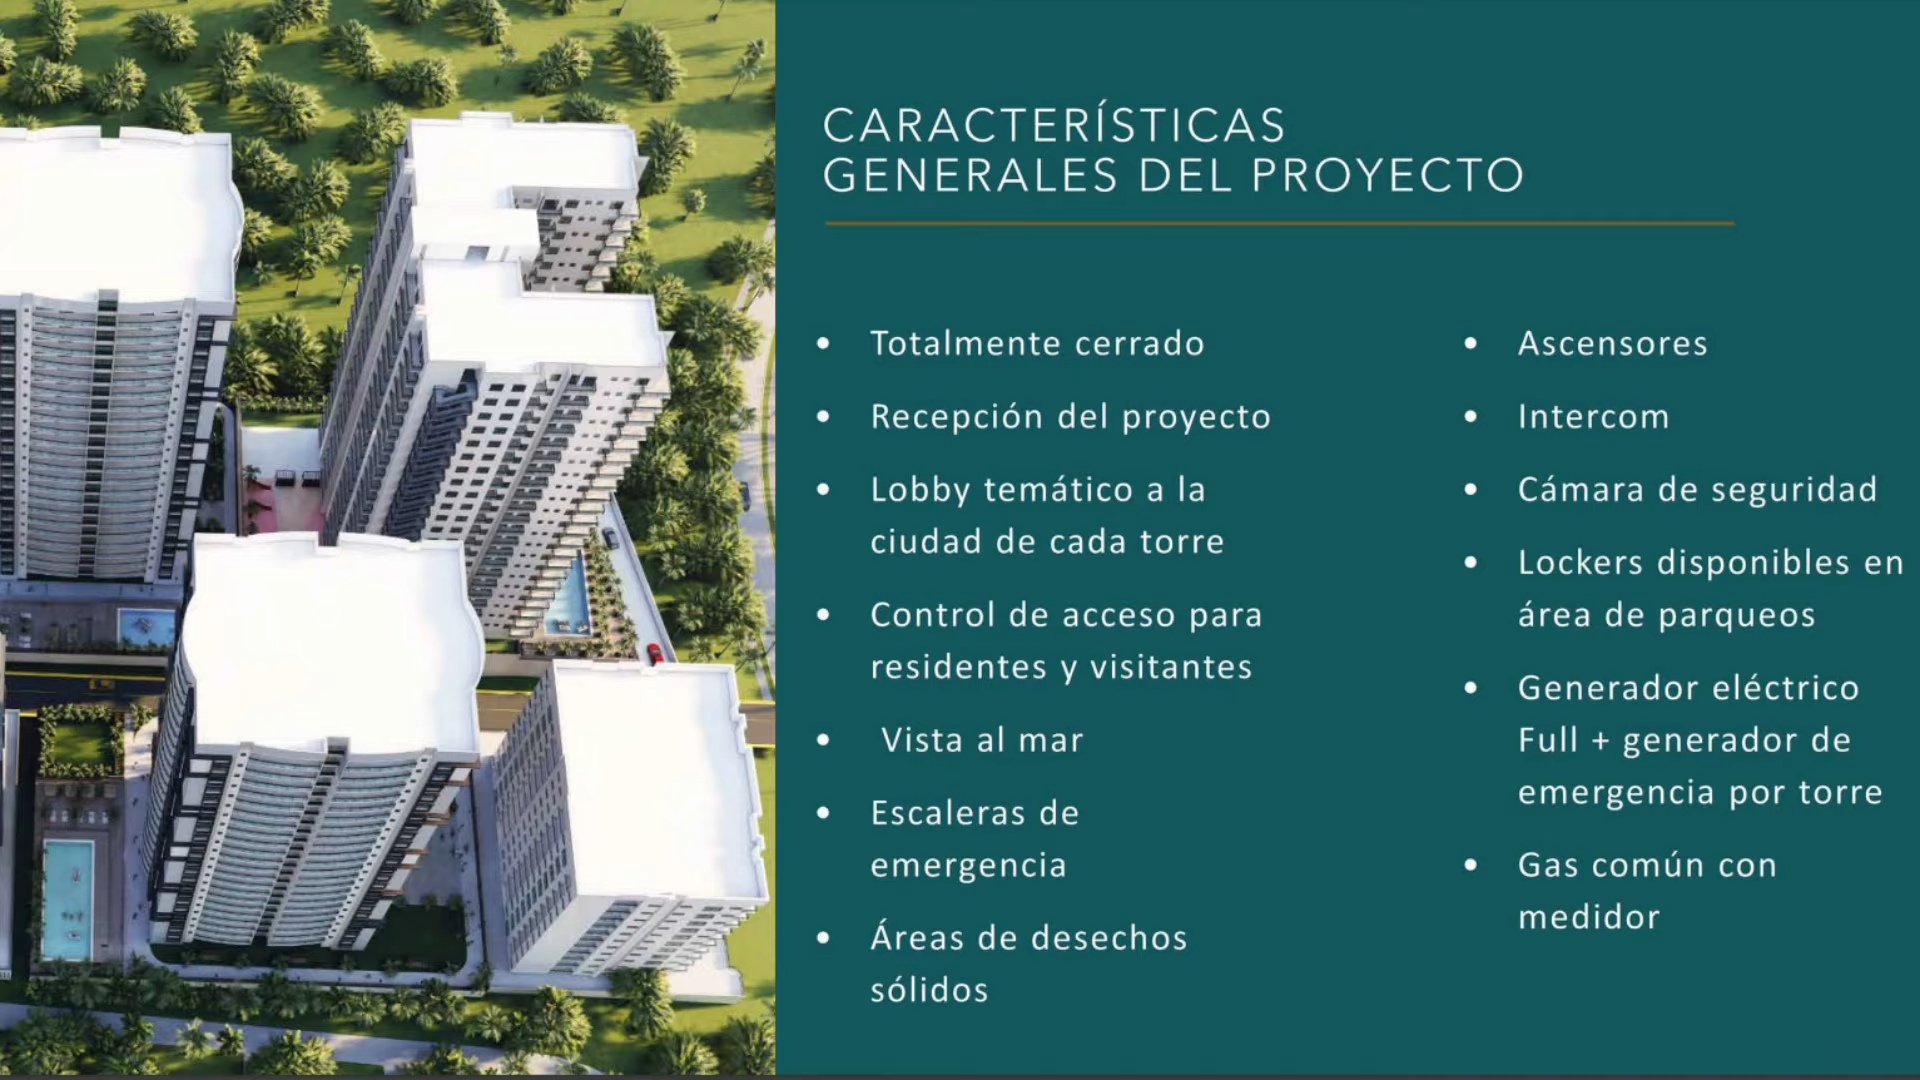 CARACTERÍSTICAS
GENERALES DEL PROYECTO
• Totalmente cerrado
• Recepción del proyecto
• Lobby temático a la
ciudad de cada torre
• Control de acceso para
residentes y visitantes
• Vista al mar
• Escaleras de
emergencia
• Áreas de desechos
sólidos
• Ascensores
• Intercom
• Cámara de seguridad
• Lockers disponibles en
área de parqueos
• Generador eléctrico
Full + generador de
emergencia por torre
• Gas común con
medidor